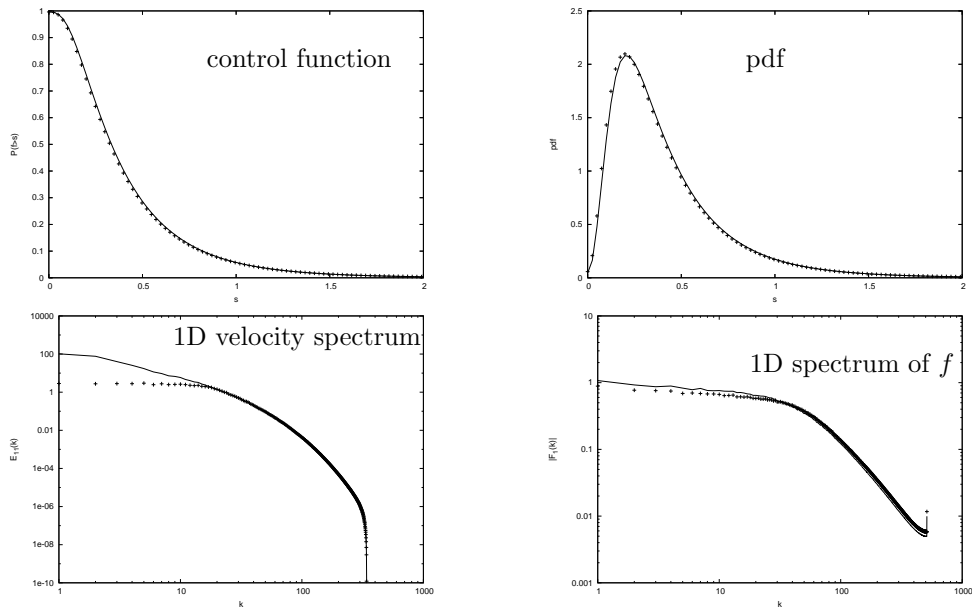 1
0.9
0.8
0.7
0.6
0.5
0.4
0.3
0.2
0.1
0
P(t>s)
control function
0 0.5 1 1.5 2
s
2.5
2
1.5
1
0.5
0
pdf
pdf
0 0.5 1 1.5 2
s
10000
100
1
0.01
1e-04
1e-06
1e-08
1e-10
E11(k)
1D velocity spectrum
1 10 100 1000
k
10
1
0.1
0.01
0.001
|F1(k)|
1D spectrum of f
1 10 100 1000
k